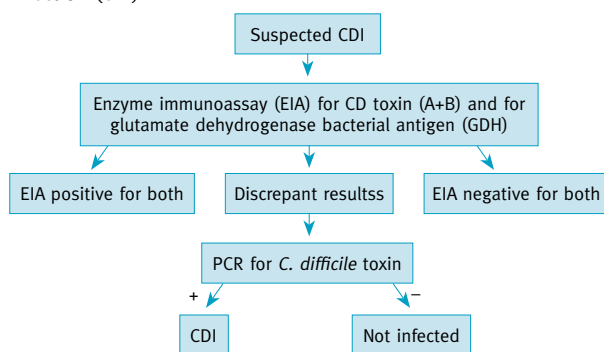 Suspected CDI
Enzyme immunoassay (EIA) for CD toxin (A+B) and for
glutamate dehydrogenase bacterial antigen (GDH)
EIA positive for both
Discrepant resultss
EIA negative for both
PCR for C. difficile toxin
+
–
CDI
Not infected